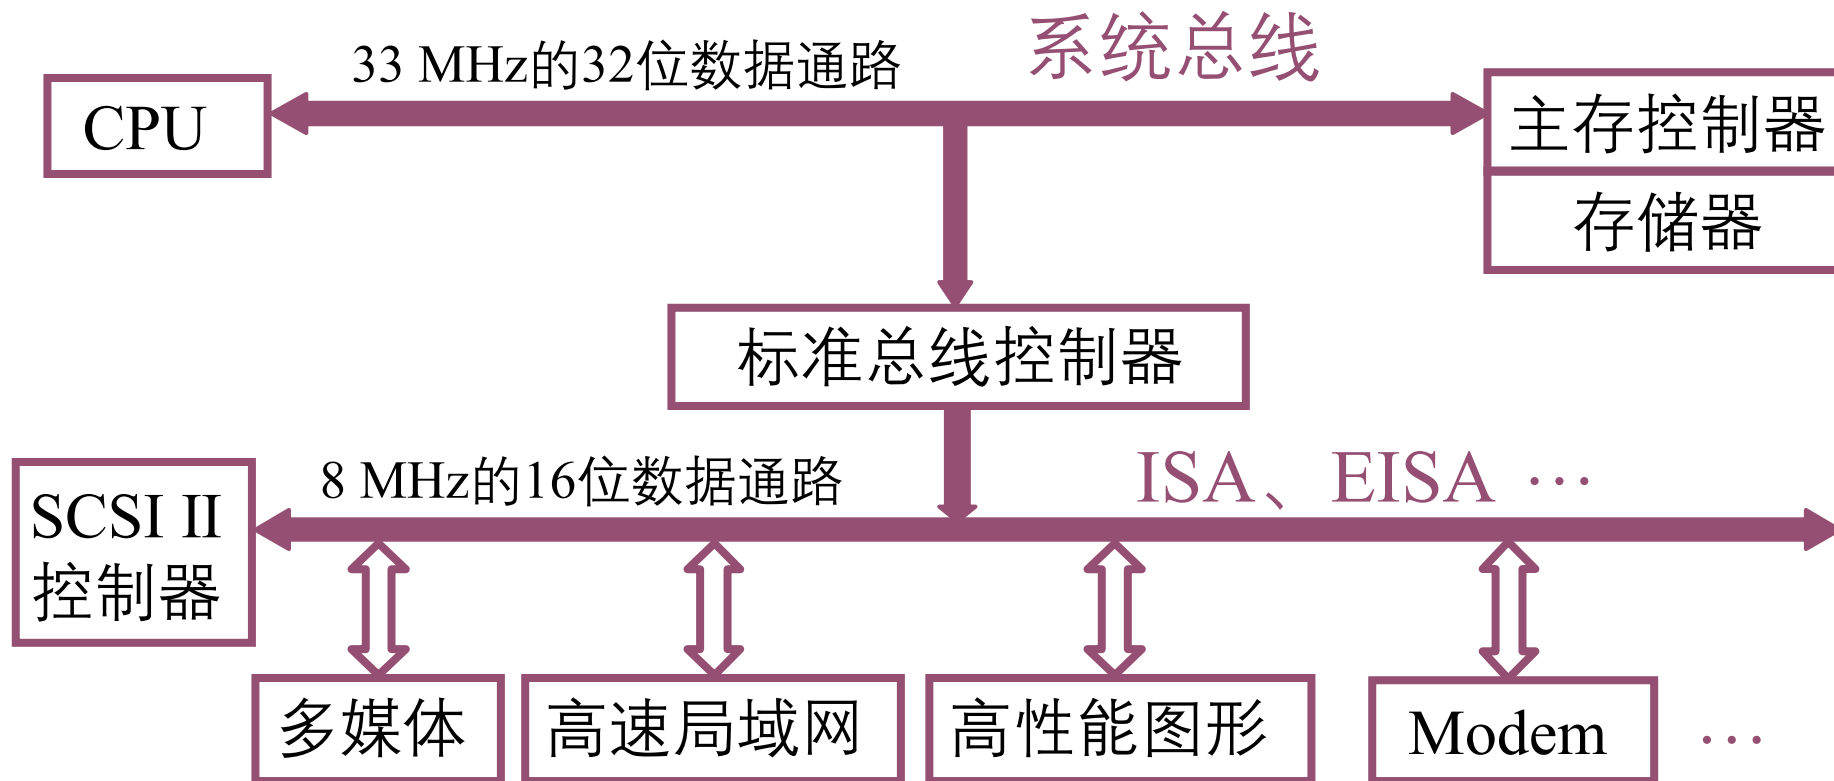 33 MHz的32位数据通路
系统总线
CPU
主存控制器
存储器
标准总线控制器
8 MHz的16位数据通路
ISA、EISA …
SCSI II
控制器
多媒体
高速局域网
高性能图形
Modem
…